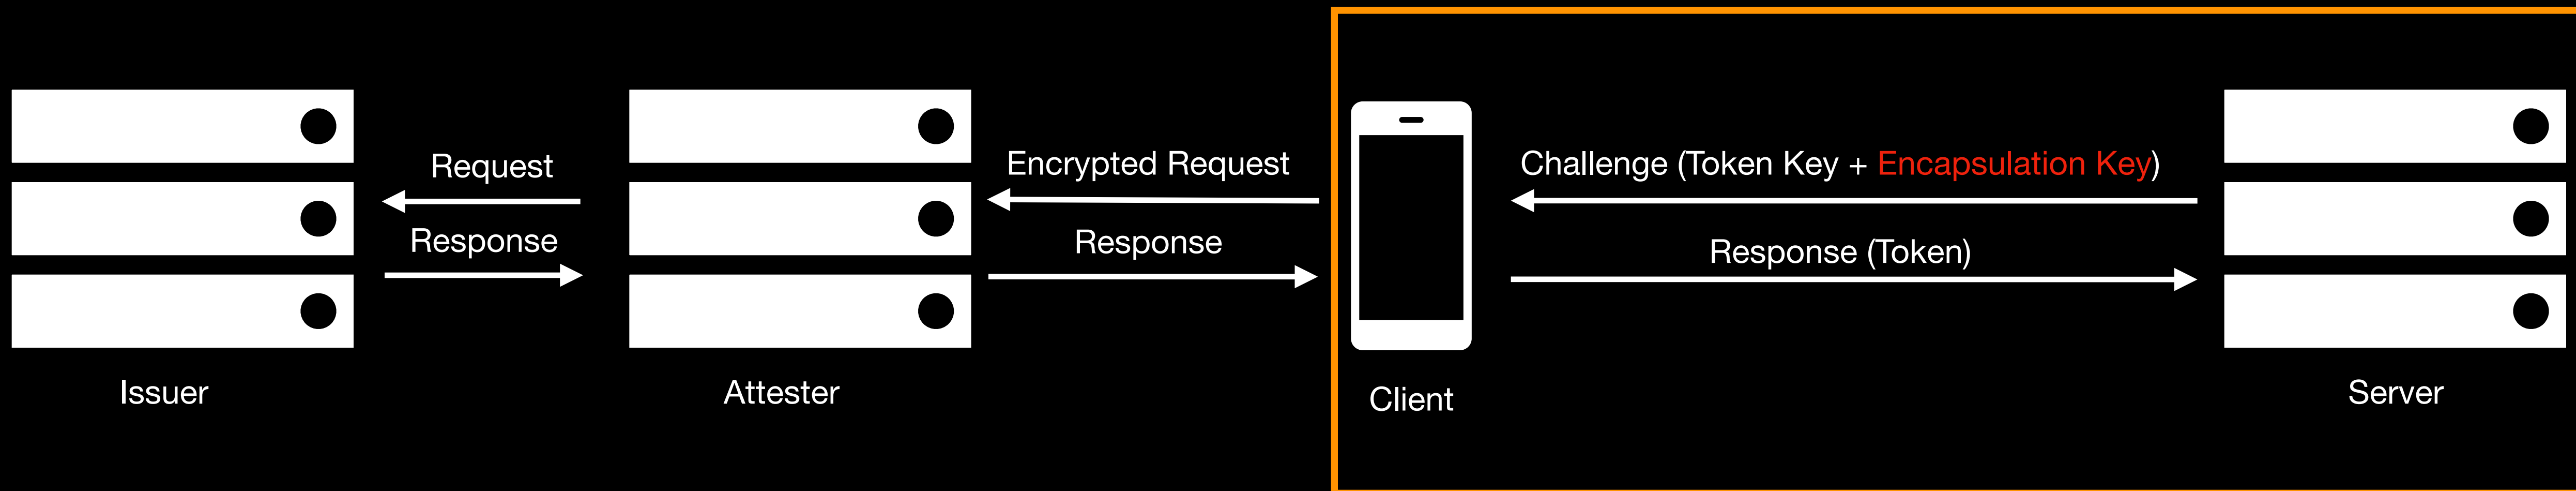 Request
Response
Encrypted Request
Response
Challenge (Token Key + Encapsulation Key)
Response (Token)
Issuer
Attester
Client
Server